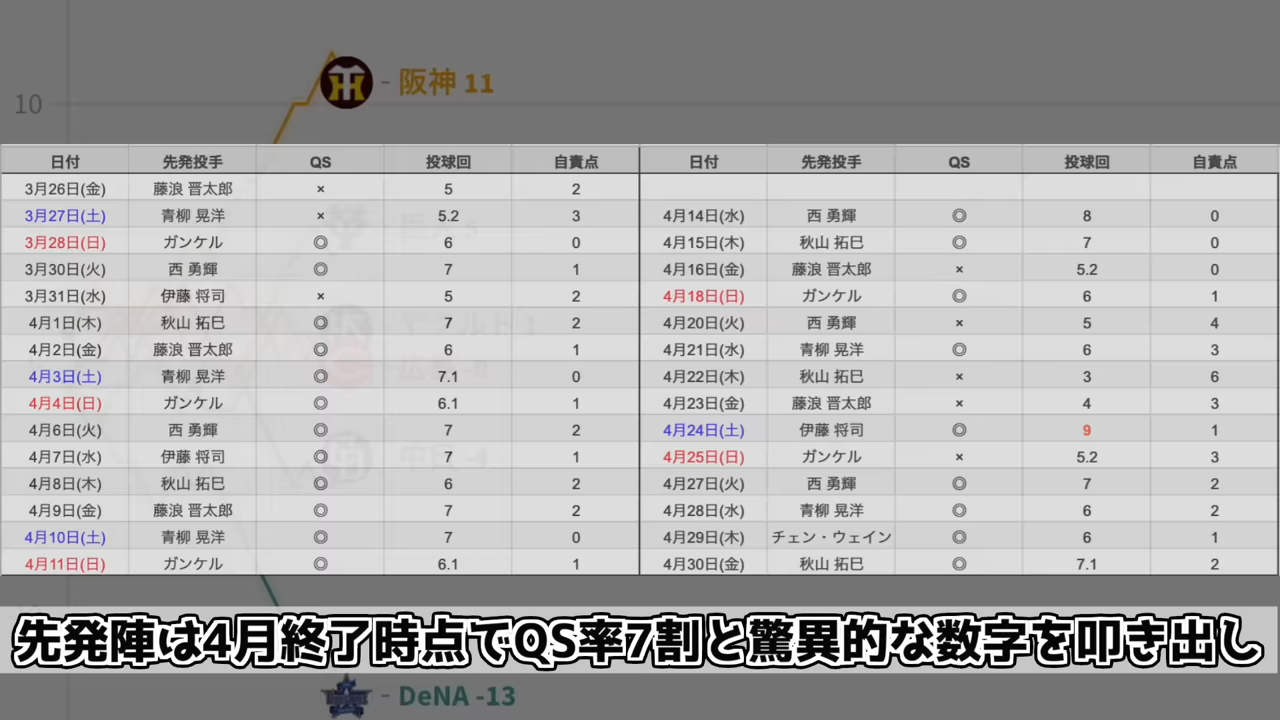 10
阪神 11
日付 先発投手 QS 投球回 自責点 日付 先発投手 QS 投球回 自責点
3月26日(金) 藤浪 晋太郎 × 5 2
3月27日(土) 青柳 晃洋 × 5.2 3 4月14日(水) 西 勇輝 ◎ 8 0
3月28日(日) ガンケル ◎ 6 0 4月15日(木) 秋山 拓巳 ◎ 7 0
3月30日(火) 西 勇輝 ◎ 7 1 4月16日(金) 藤浪 晋太郎 × 5.2 0
3月31日(水) 伊藤 将司 × 5 2 4月18日(日) ガンケル ◎ 6 1
4月1日(木) 秋山 拓巳 ◎ 7 2 4月20日(火) 西 勇輝 × 5 4
4月2日(金) 藤浪 晋太郎 ◎ 6 1 4月21日(水) 青柳 晃洋 ◎ 6 3
4月3日(土) 青柳 晃洋 ◎ 7.1 0 4月22日(木) 秋山 拓巳 × 3 6
4月4日(日) ガンケル ◎ 6.1 1 4月23日(金) 藤浪 晋太郎 × 4 3
4月6日(火) 西 勇輝 ◎ 7 2 4月24日(土) 伊藤 将司 ◎ 9 1
4月7日(水) 伊藤 将司 ◎ 7 1 4月25日(日) ガンケル × 5.2 3
4月8日(木) 秋山 拓巳 ◎ 6 2 4月27日(火) 西 勇輝 ◎ 7 2
4月9日(金) 藤浪 晋太郎 ◎ 7 2 4月28日(水) 青柳 晃洋 ◎ 6 2
4月10日(土) 青柳 晃洋 ◎ 7 0 4月29日(木) チェン・ウェイン ◎ 6 1
4月11日(日) ガンケル ◎ 6.1 1 4月30日(金) 秋山 拓巳 ◎ 7.1 2
先発陣は4月終了時点でQS率7割と驚異的な数字を叩き出し
DeNA -13